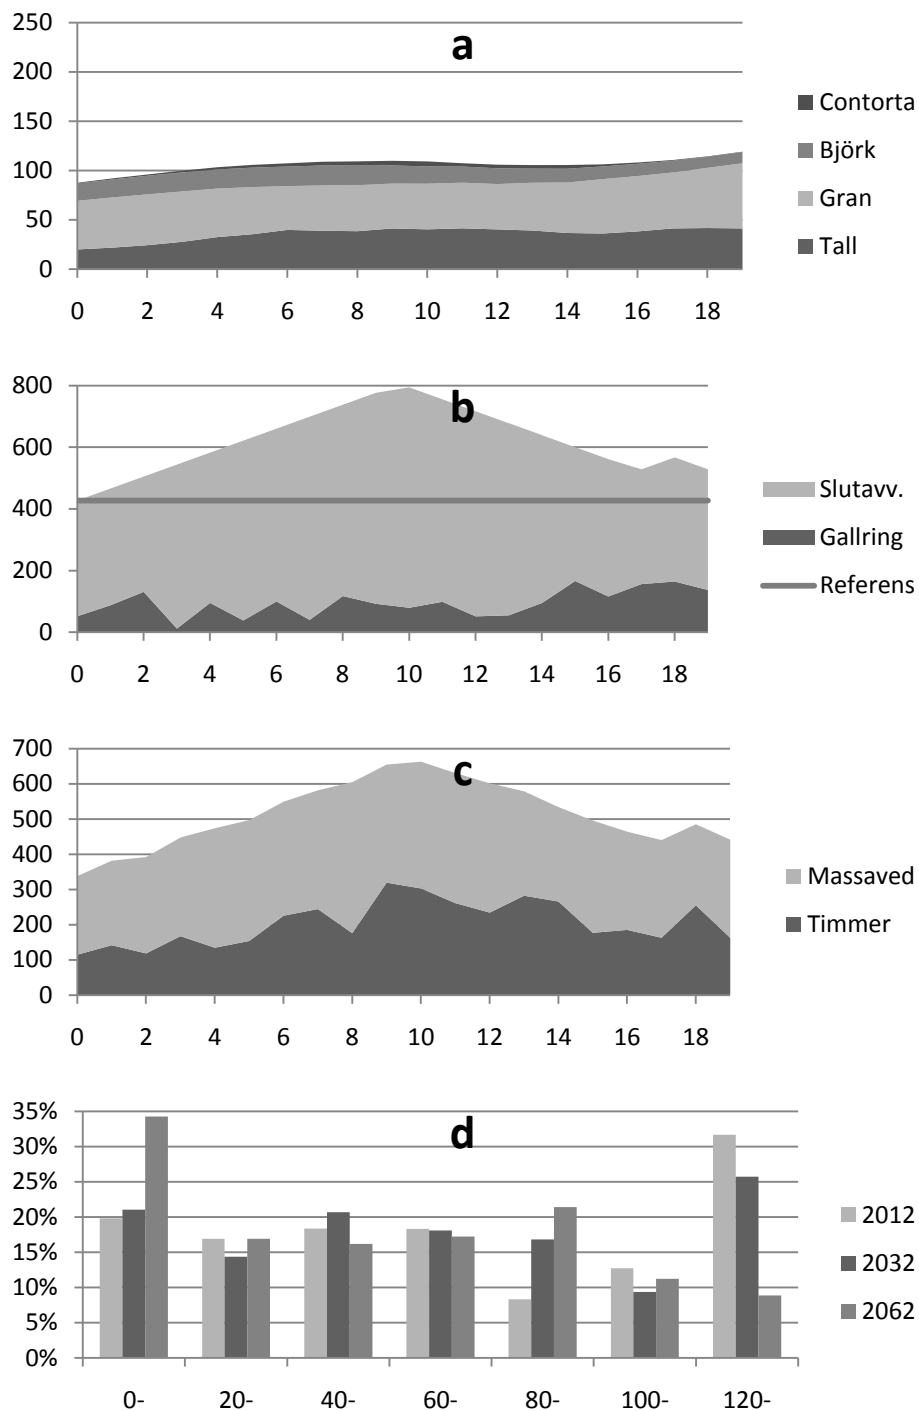 a
250
200
150
100
50
0
0 2 4 6 8 10 12 14 16 18
Contorta
Björk
Gran
Tall
b
800
600
400
200
0
0 2 4 6 8 10 12 14 16 18
Slutavv.
Gallring
Referens
c
700
600
500
400
300
200
100
0
0 2 4 6 8 10 12 14 16 18
Massaved
Timmer
d
35%
30%
25%
20%
15%
10%
5%
0%
0- 20- 40- 60- 80- 100- 120-
2012
2032
2062